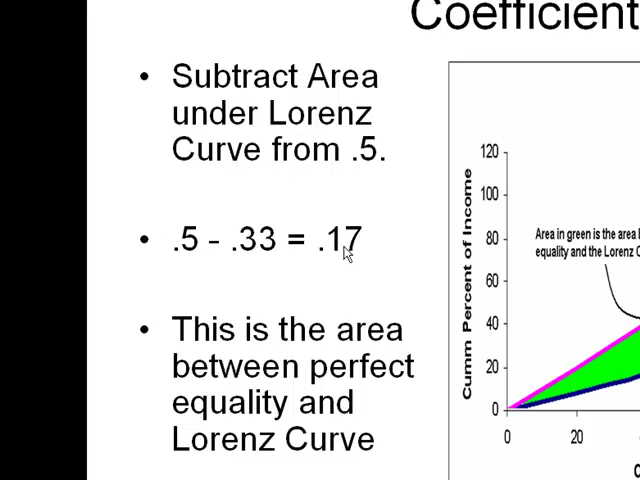 Coefficient
• Subtract Area
under Lorenz
Curve from .5.
• .5 - .33 = .17
• This is the area
between perfect
equality and
Lorenz Curve
Cumm Percent of Income
120
100
80
60
40
20
0
Area in green is the area
equality and the Lorenz
0
20